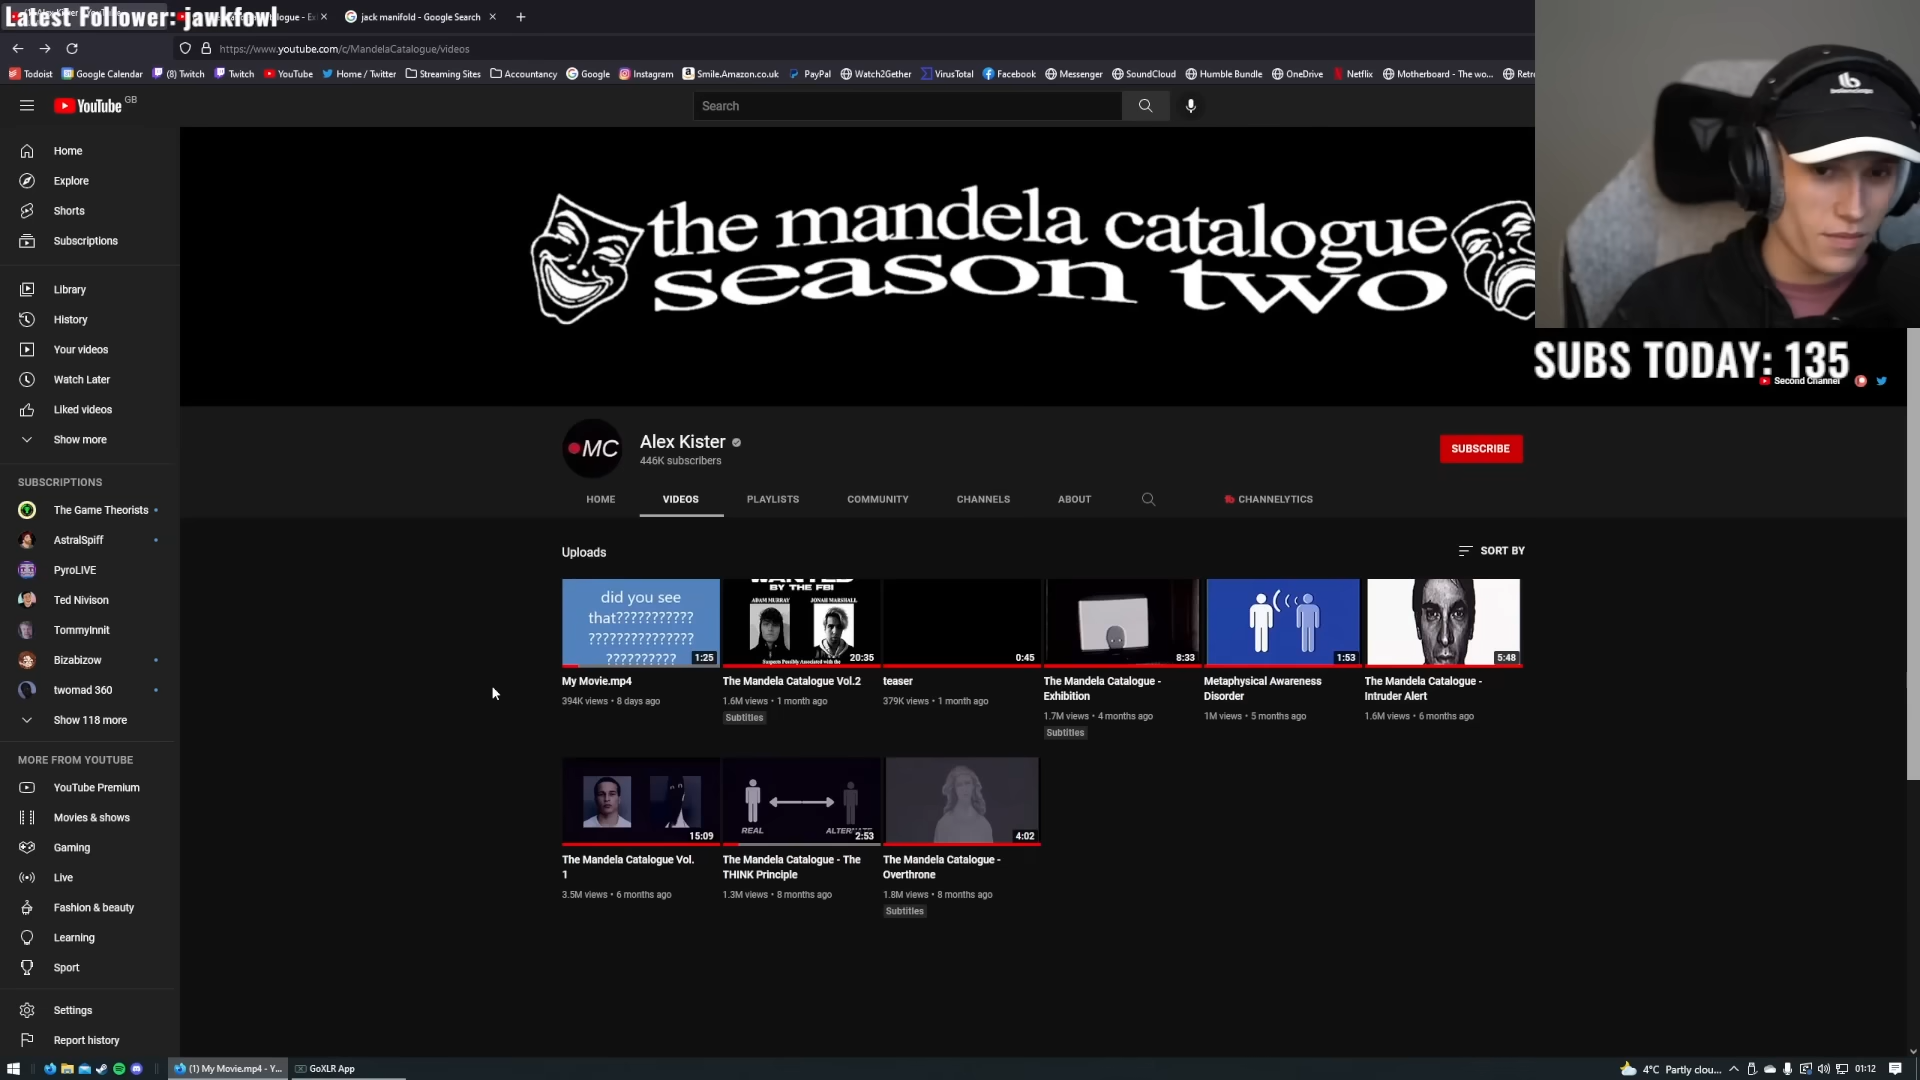 Latest Follower: jawkfowl
jack manifold - Google Search
https://www.youtube.com/c/MandelaCatalogue/videos
Todoist
Google Calendar
(8) Twitch
Twitch
YouTube
Home / Twitter
Streaming Sites
Accountancy
Google
Instagram
Smile.Amazon.co.uk
PayPal
Watch2Gether
VirusTotal
Facebook
Messenger
SoundCloud
Humble Bundle
OneDrive
Netflix
Motherboard - The wo...
YouTube GB
Search
Home
Explore
Shorts
Subscriptions
Library
History
Your videos
Watch Later
Liked videos
Show more
SUBSCRIPTIONS
The Game Theorists
AstralSpiff
PyroLIVE
Ted Nivison
TommyInnit
Bizabizow
twomad 360
Show 118 more
MORE FROM YOUTUBE
YouTube Premium
Movies & shows
Gaming
Live
Fashion & beauty
Learning
Sport
Settings
Report history
the mandela catalogue
season two
SUBS TODAY: 135
Second Channel
MC
Alex Kister
446K subscribers
SUBSCRIBE
HOME
VIDEOS
PLAYLISTS
COMMUNITY
CHANNELS
ABOUT
CHANNELYTICS
Uploads
SORT BY
did you see
that???????????
???????????????
??????????
1:25
My Movie.mp4
394K views • 8 days ago
WANTED
BY THE FBI
ADAM MURRAY
JONAH MARSHALL
Suspects Possibly Associated with the
20:35
The Mandela Catalogue Vol.2
1.6M views • 1 month ago
Subtitles
0:45
teaser
379K views • 1 month ago
8:33
The Mandela Catalogue -
Exhibition
1.7M views • 4 months ago
Subtitles
1:53
Metaphysical Awareness
Disorder
1M views • 5 months ago
5:48
The Mandela Catalogue -
Intruder Alert
1.6M views • 6 months ago
15:09
The Mandela Catalogue Vol.
1
3.5M views • 6 months ago
REAL
2:53
The Mandela Catalogue - The
THINK Principle
1.3M views • 8 months ago
4:02
The Mandela Catalogue -
Overthrone
1.8M views • 8 months ago
Subtitles
(1) My Movie.mp4 - Y...
GoXLR App
4°C Partly clou...
01:12